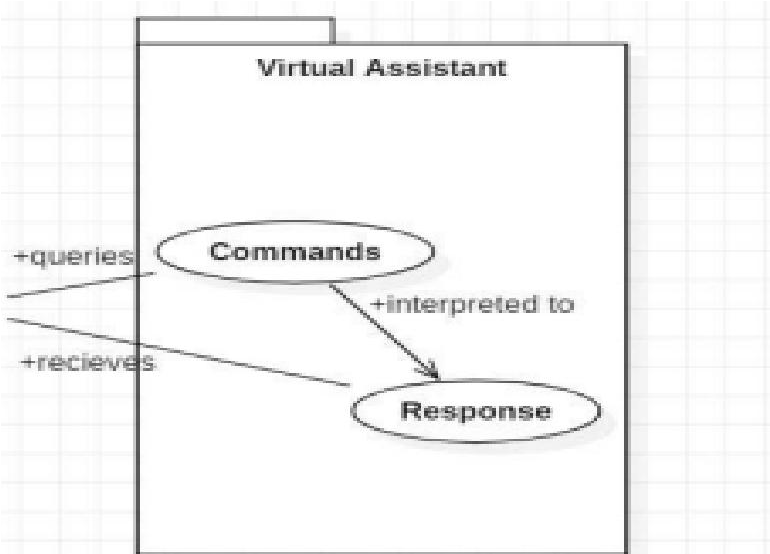 Virtual Assistant
+queries
Commands
+interpreted to
+recieves
Response